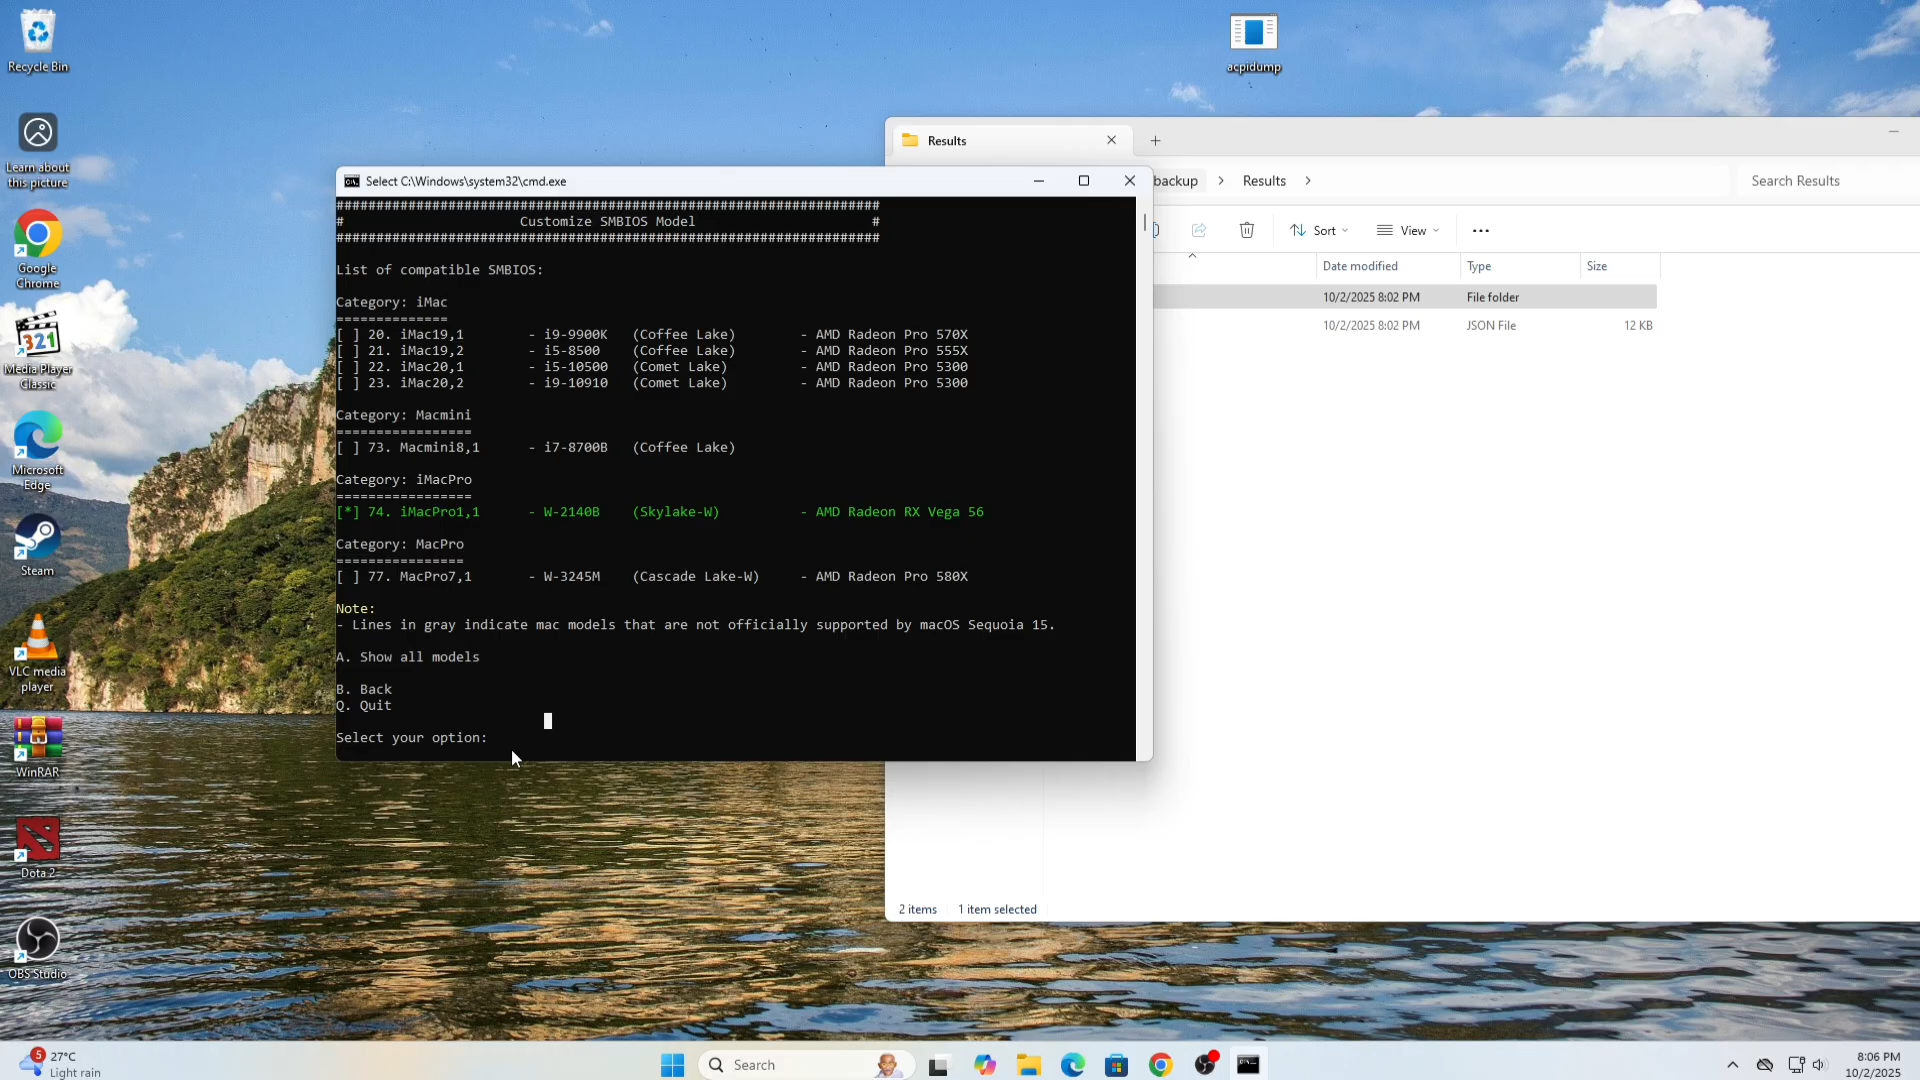 Recycle Bin
Learn about
this picture
Google
Chrome
Media Player
Classic
Microsoft
Edge
Steam
VLC media
player
WinRAR
Dota 2
OBS Studio
acpidump
Results
backup
Results
Search Results
Sort
View
Date modified
Type
Size
10/2/2025 8:02 PM
File folder
10/2/2025 8:02 PM
JSON File
12 KB
2 items
1 item selected
Select C:\Windows\system32\cmd.exe
####################################################################
# Customize SMBIOS Model #
####################################################################
List of compatible SMBIOS:
Category: iMac
==============
[ ] 20. iMac19,1 - i9-9900K (Coffee Lake) - AMD Radeon Pro 570X
[ ] 21. iMac19,2 - i5-8500 (Coffee Lake) - AMD Radeon Pro 555X
[ ] 22. iMac20,1 - i5-10500 (Comet Lake) - AMD Radeon Pro 5300
[ ] 23. iMac20,2 - i9-10910 (Comet Lake) - AMD Radeon Pro 5300
Category: Macmini
=================
[ ] 73. Macmini8,1 - i7-8700B (Coffee Lake)
Category: iMacPro
=================
[*] 74. iMacPro1,1 - W-2140B (Skylake-W) - AMD Radeon RX Vega 56
Category: MacPro
================
[ ] 77. MacPro7,1 - W-3245M (Cascade Lake-W) - AMD Radeon Pro 580X
Note:
- Lines in gray indicate mac models that are not officially supported by macOS Sequoia 15.
A. Show all models
B. Back
Q. Quit
Select your option:
5
27°C
Light rain
Search
8:06 PM
10/2/2025